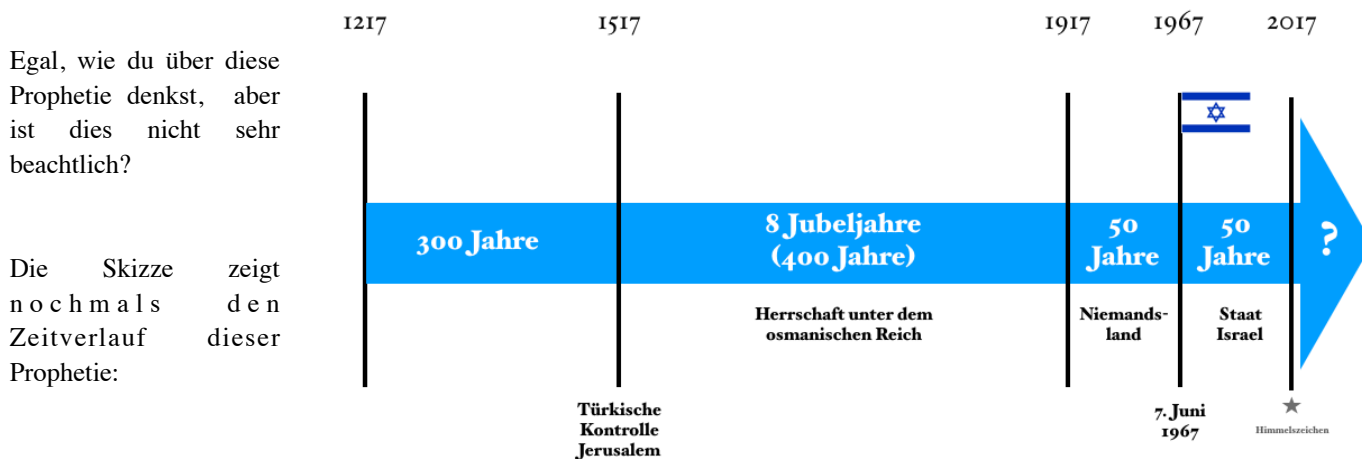 1217
1517
1917
1967
2017
Egal, wie du über diese
Prophetie denkst, aber
ist dies nicht sehr
beachtlich?
300 Jahre
8 Jubeljahre
(400 Jahre)
50
Jahre
50
Jahre
?
Die Skizze zeigt
nochmals den
Zeitverlauf dieser
Prophetie:
Herrschaft unter dem
osmanischen Reich
Niemands-
land
Staat
Israel
Türkische
Kontrolle
Jerusalem
7. Juni
1967
Himmelszeichen